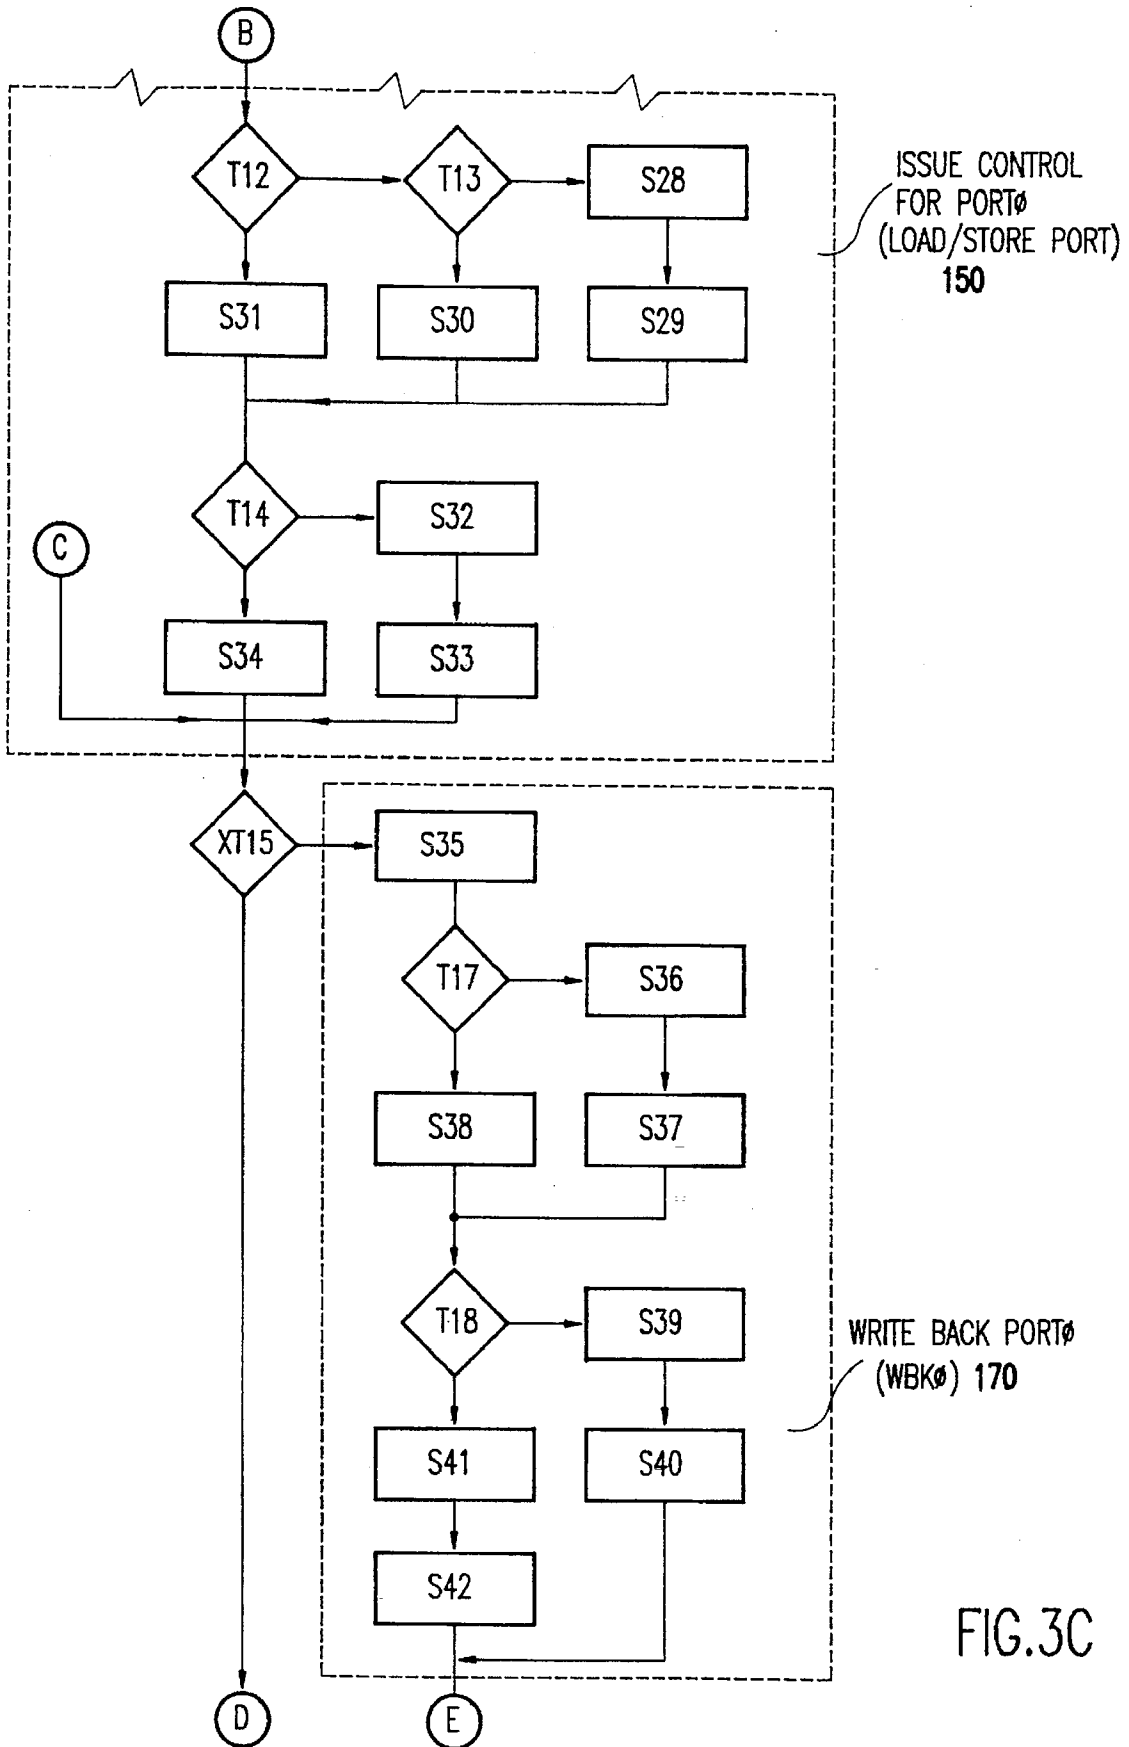 B
T12
T13
S28
ISSUE CONTROL
FOR PORTØ
(LOAD/STORE PORT)
150
S31
S30
S29
T14
S32
C
S34
S33
XT15
S35
T17
S36
S38
S37
T18
S39
WRITE BACK PORTØ
(WBKØ) 170
S41
S40
S42
FIG.3C
D
E